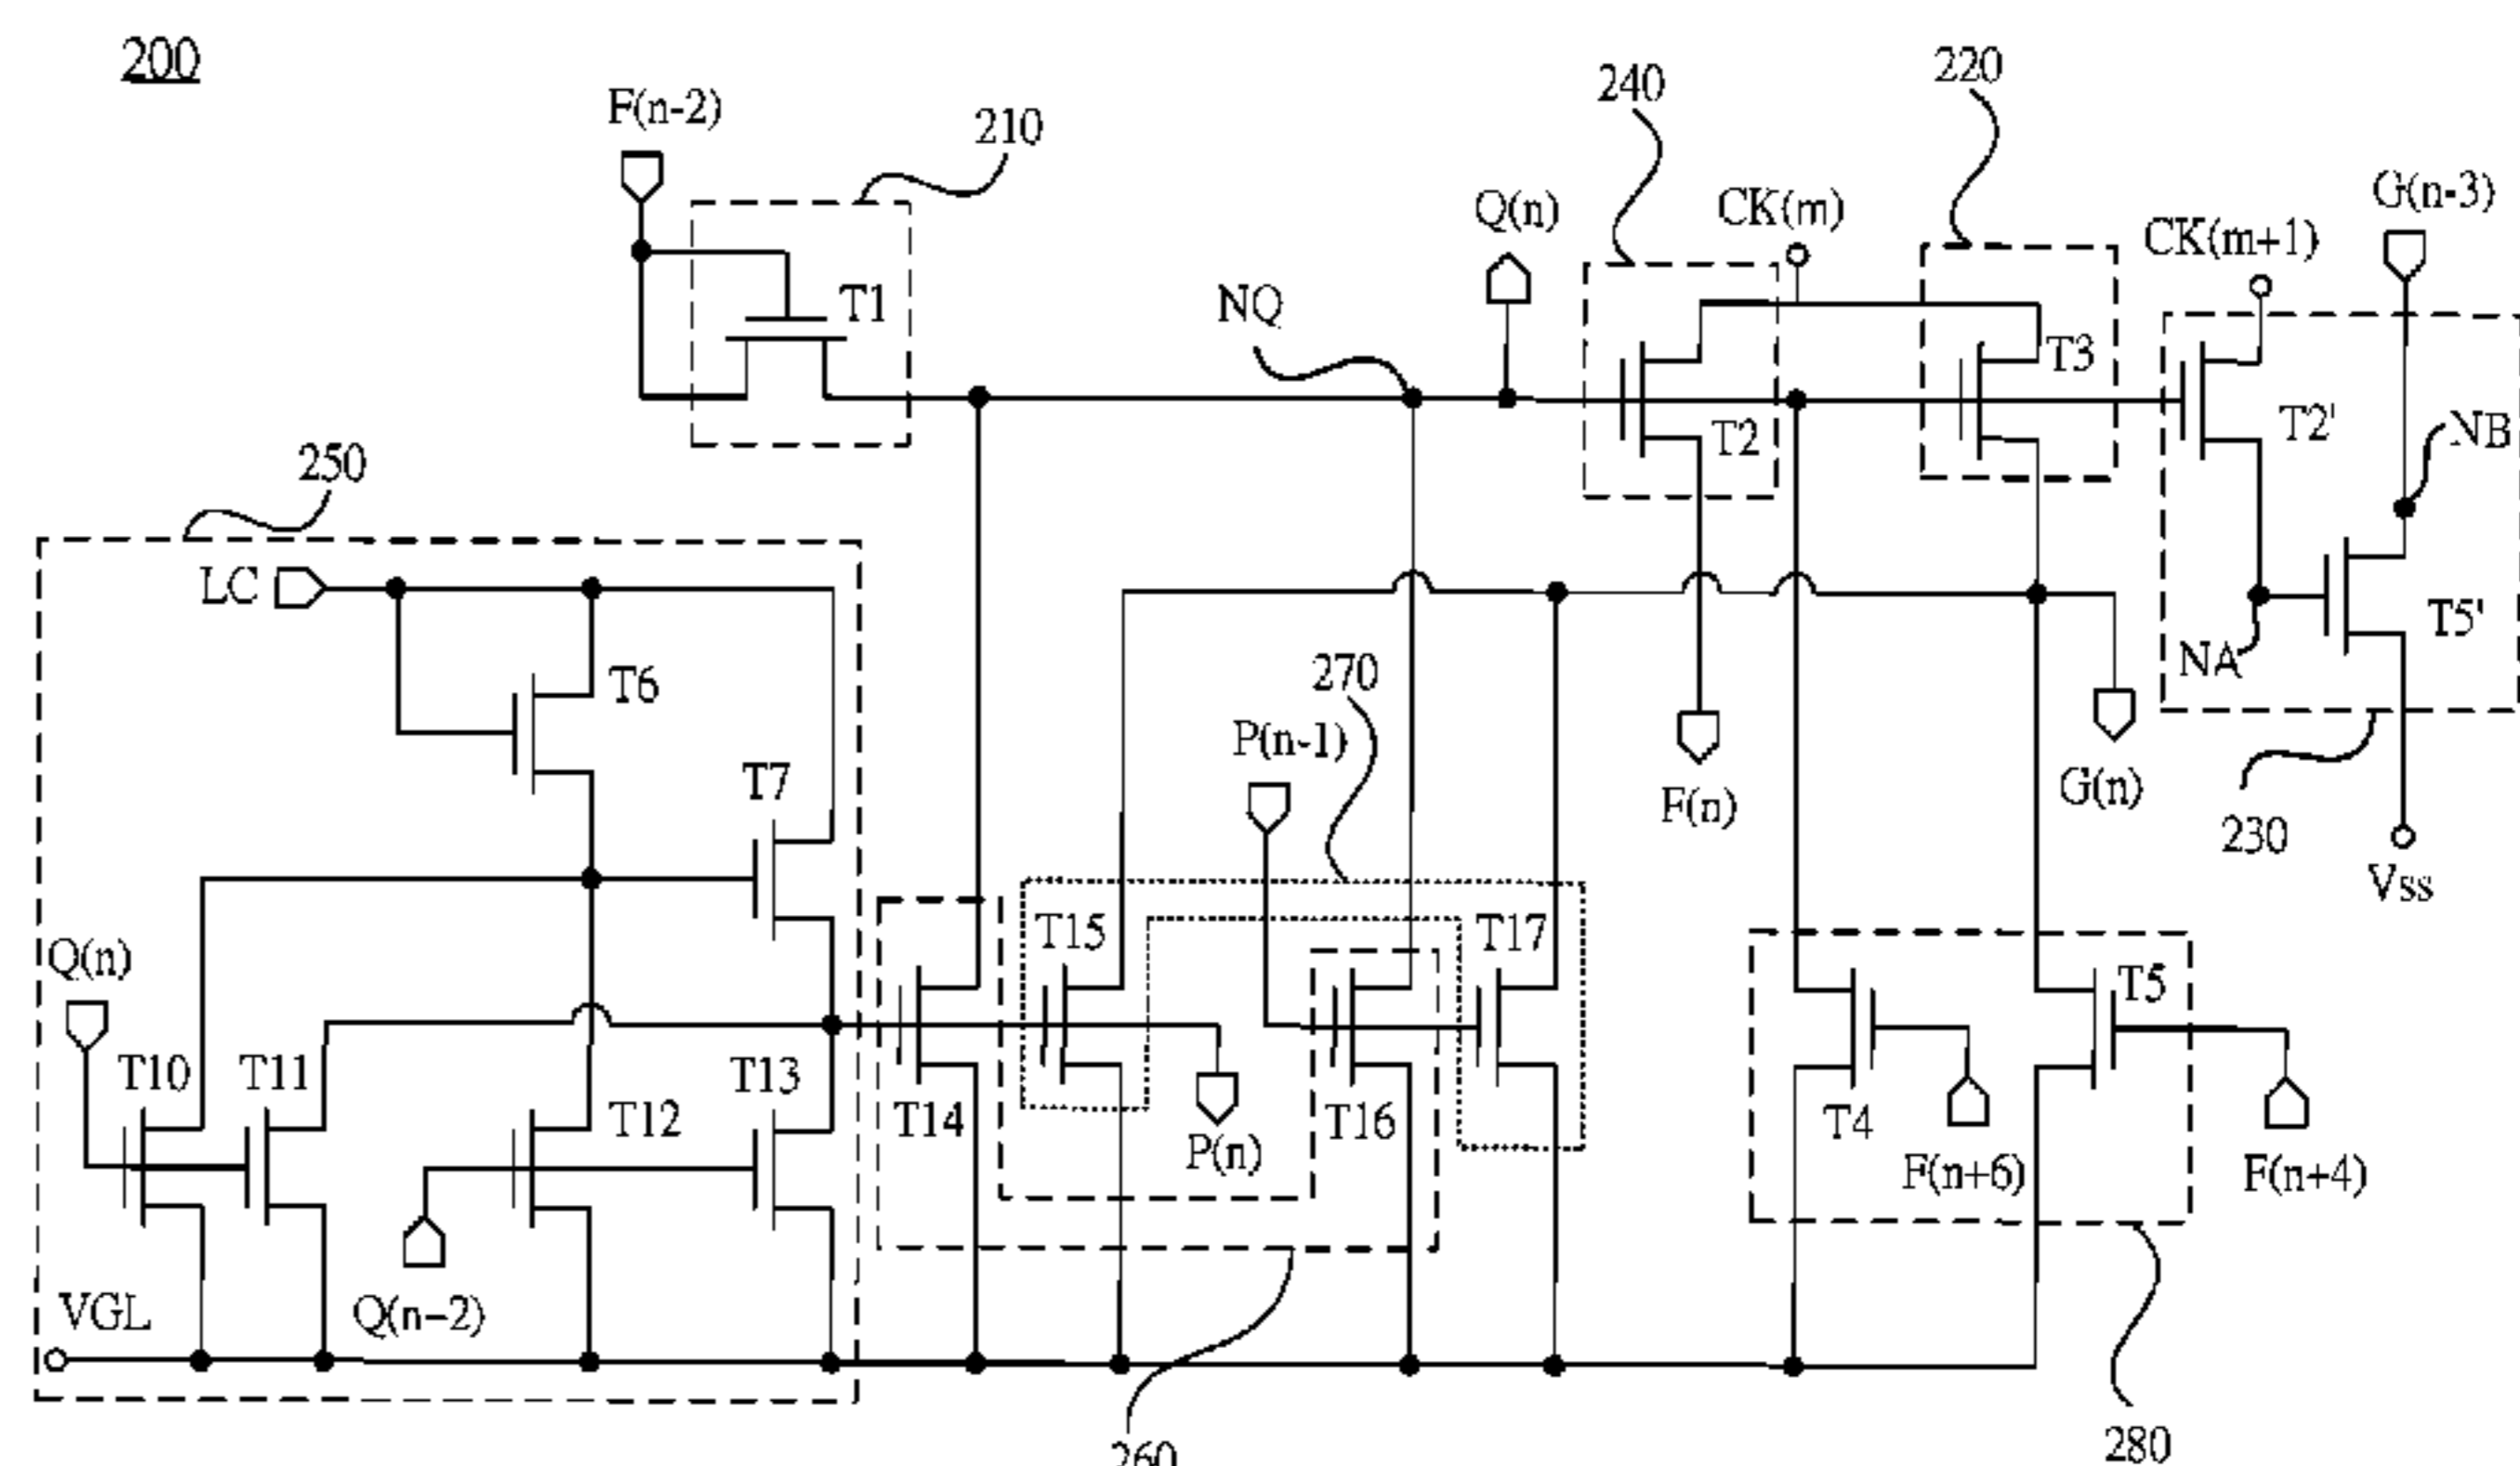 200
F(n-2)
210
240
220
Q(n)
CK(m)
G(n-3)
CK(m+1)
NQ
T1
T3
T2
T2'
NB
250
LC
T6
270
NA
T5'
P(n-1)
T7
F(n)
G(n)
230
Vss
Q(n)
T15
T17
T5
T10
T11
T12
T13
T14
T16
T4
P(n)
F(n+6)
F(n+4)
VGL
Q(n-2)
260
280